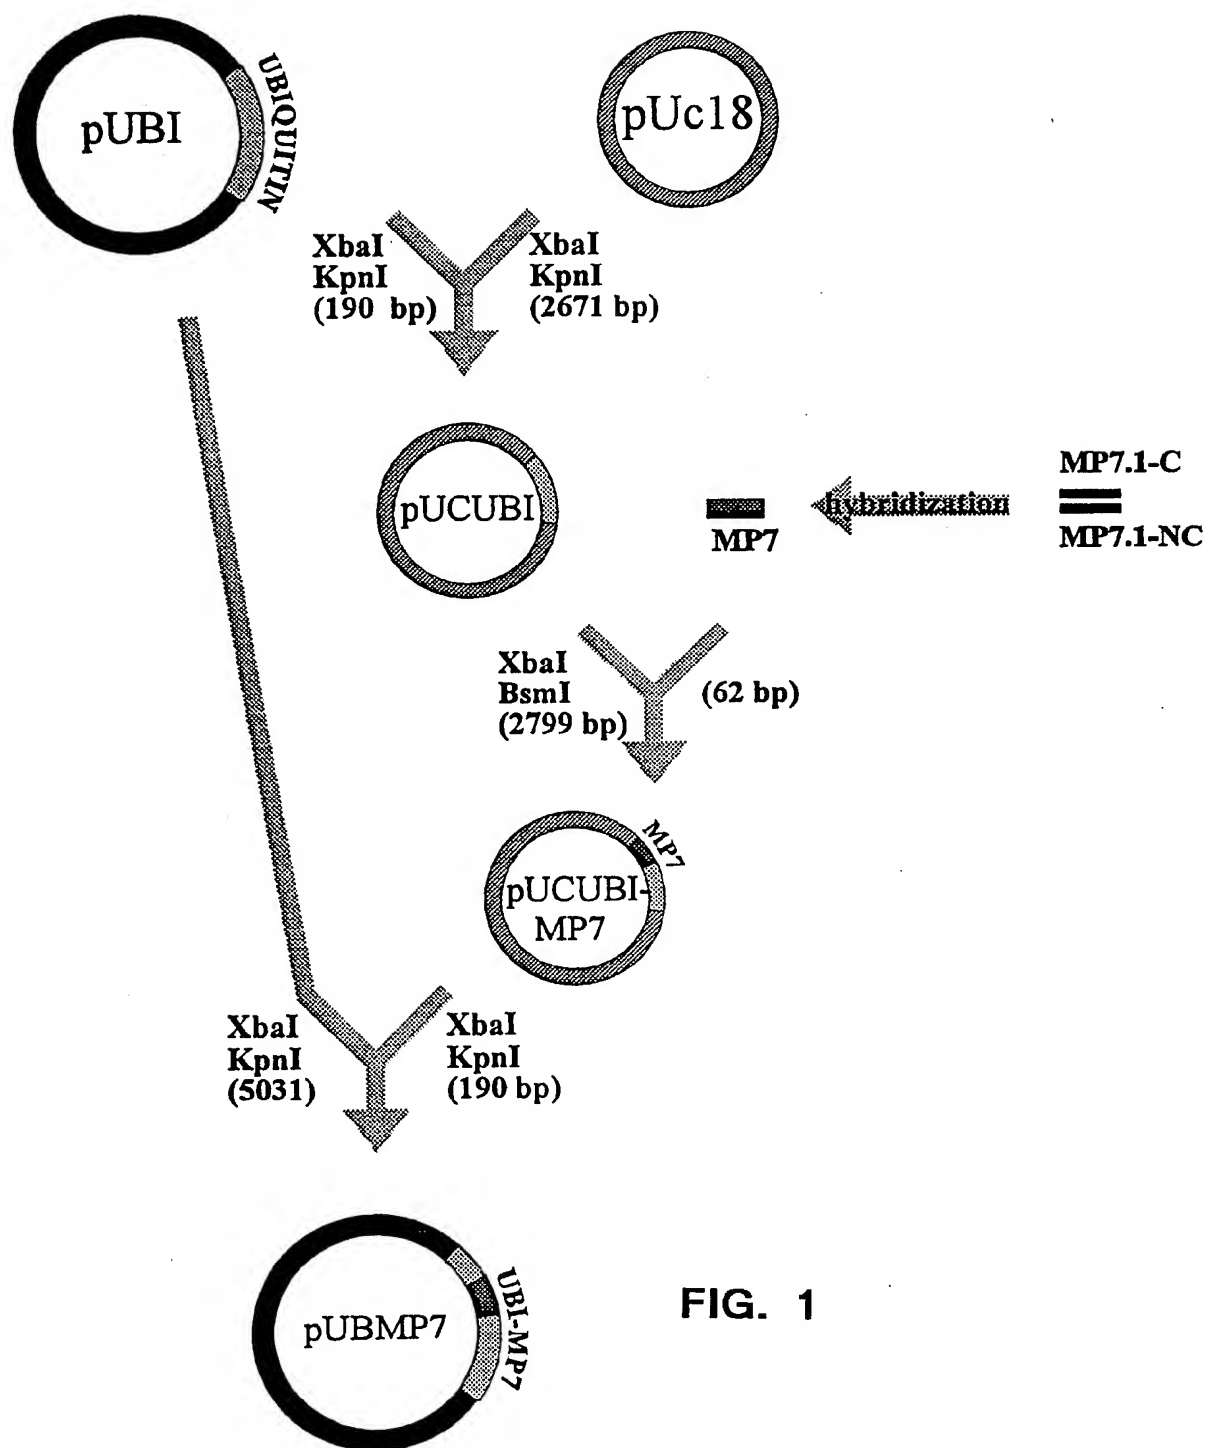 pUBI
UBIQUITIN
pUc18
XbaI
KpnI
(190 bp)
XbaI
KpnI
(2671 bp)
pUCUBI
MP7
hybridization
MP7.1-C
MP7.1-NC
XbaI
BsmI
(2799 bp)
(62 bp)
MP7
pUCUBI-
MP7
XbaI
KpnI
(5031)
XbaI
KpnI
(190 bp)
pUBMP7
UBI-MP7
FIG. 1